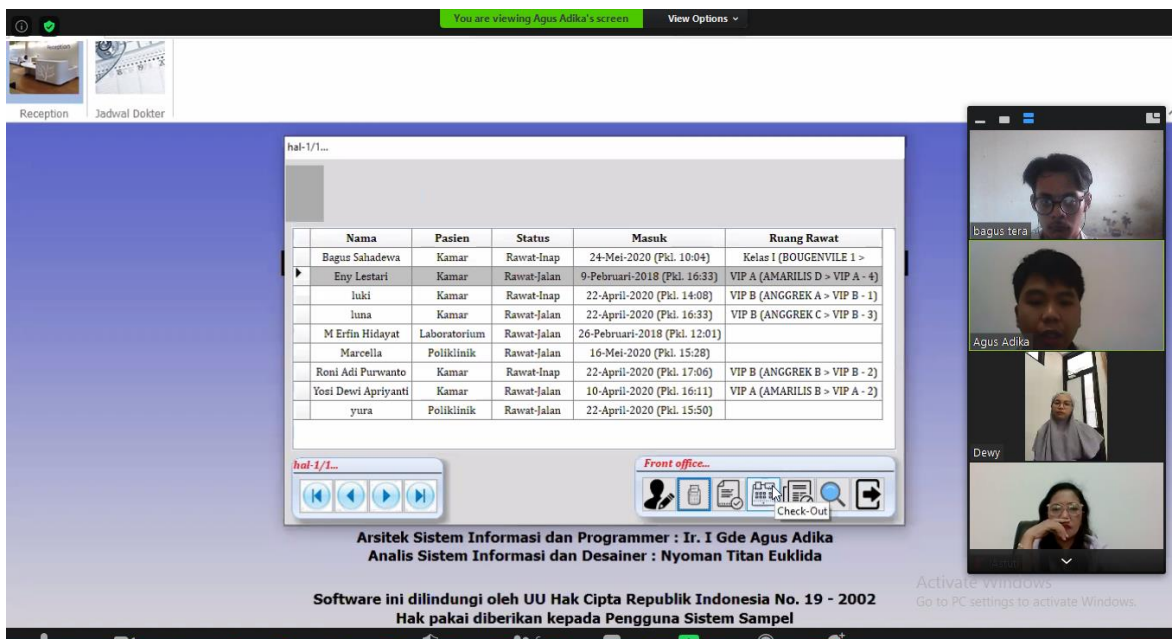 You are viewing Agus Adika's screen View Options
Reception Jadwal Dokter
hal-1/1...
Nama Pasien Status Masuk Ruang Rawat
Bagus Sahadewa Kamar Rawat-Inap 24-Mei-2020 (Pkl. 10:04) Kelas I (BOUGENVILE 1 >
Eny Lestari Kamar Rawat-Jalan 9-Pebruari-2018 (Pkl. 16:33) VIP A (AMARILIS D > VIP A - 4)
luki Kamar Rawat-Inap 22-April-2020 (Pkl. 14:08) VIP B (ANGGREK A > VIP B - 1)
luna Kamar Rawat-Jalan 22-April-2020 (Pkl. 16:33) VIP B (ANGGREK C > VIP B - 3)
M Erfin Hidayat Laboratorium Rawat-Jalan 26-Pebruari-2018 (Pkl. 12:01)
Marcella Poliklinik Rawat-Jalan 16-Mei-2020 (Pkl. 15:28)
Roni Adi Purwanto Kamar Rawat-Inap 22-April-2020 (Pkl. 17:06) VIP B (ANGGREK B > VIP B - 2)
Yosi Dewi Apriyanti Kamar Rawat-Jalan 10-April-2020 (Pkl. 16:11) VIP A (AMARILIS B > VIP A - 2)
yura Poliklinik Rawat-Jalan 22-April-2020 (Pkl. 15:50)
hal-1/1...
Front office...
Check-Out
Arsitek Sistem Informasi dan Programmer : Ir. I Gde Agus Adika
Analis Sistem Informasi dan Desainer : Nyoman Titan Euklida
Software ini dilindungi oleh UU Hak Cipta Republik Indonesia No. 19 - 2002
Hak pakai diberikan kepada Pengguna Sistem Sampel
bagus tera
Agus Adika
Dewy
Activate Windows
Go to PC settings to activate Windows.